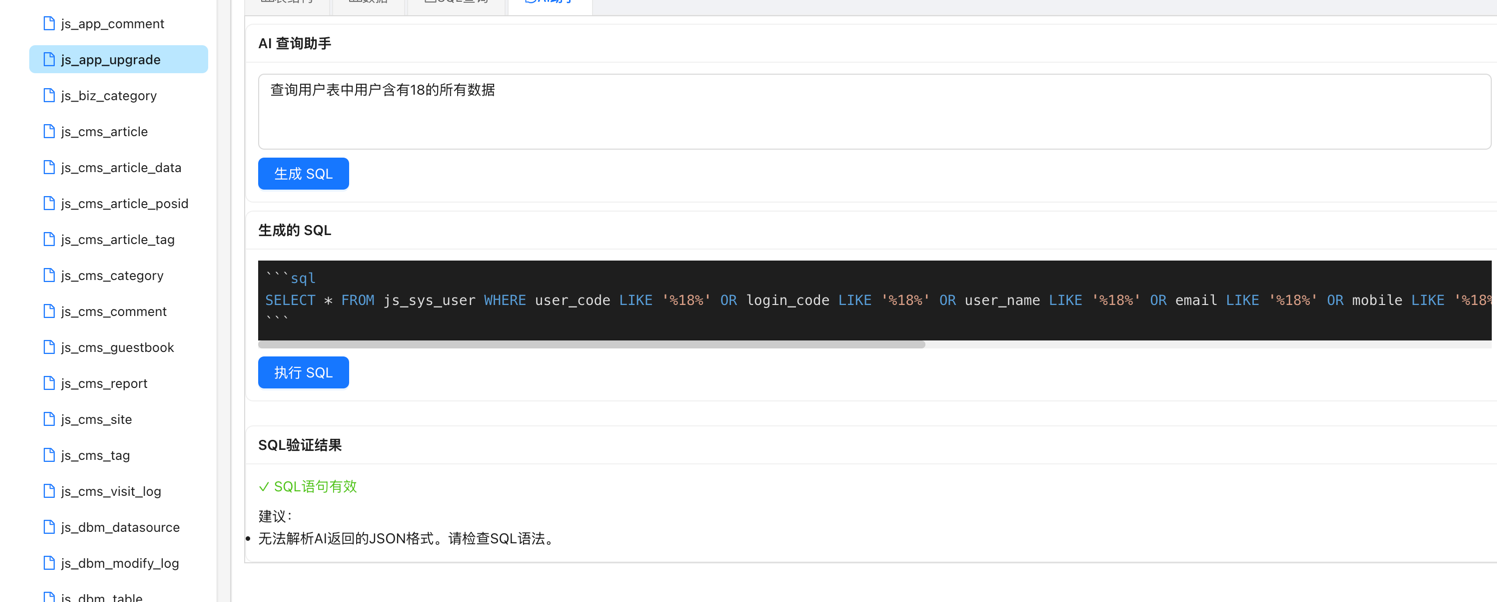 js_app_comment
js_app_upgrade
js_biz_category
js_cms_article
js_cms_article_data
js_cms_article_posid
js_cms_article_tag
js_cms_category
js_cms_comment
js_cms_guestbook
js_cms_report
js_cms_site
js_cms_tag
js_cms_visit_log
js_dbm_datasource
js_dbm_modify_log
js_dbm_table
AI 查询助手
查询用户表中用户含有18的所有数据
生成 SQL
生成的 SQL
```sql
SELECT * FROM js_sys_user WHERE user_code LIKE '%18%' OR login_code LIKE '%18%' OR user_name LIKE '%18%' OR email LIKE '%18%' OR mobile LIKE '%18%
```
执行 SQL
SQL验证结果
✓ SQL语句有效
建议：
• 无法解析AI返回的JSON格式。请检查SQL语法。